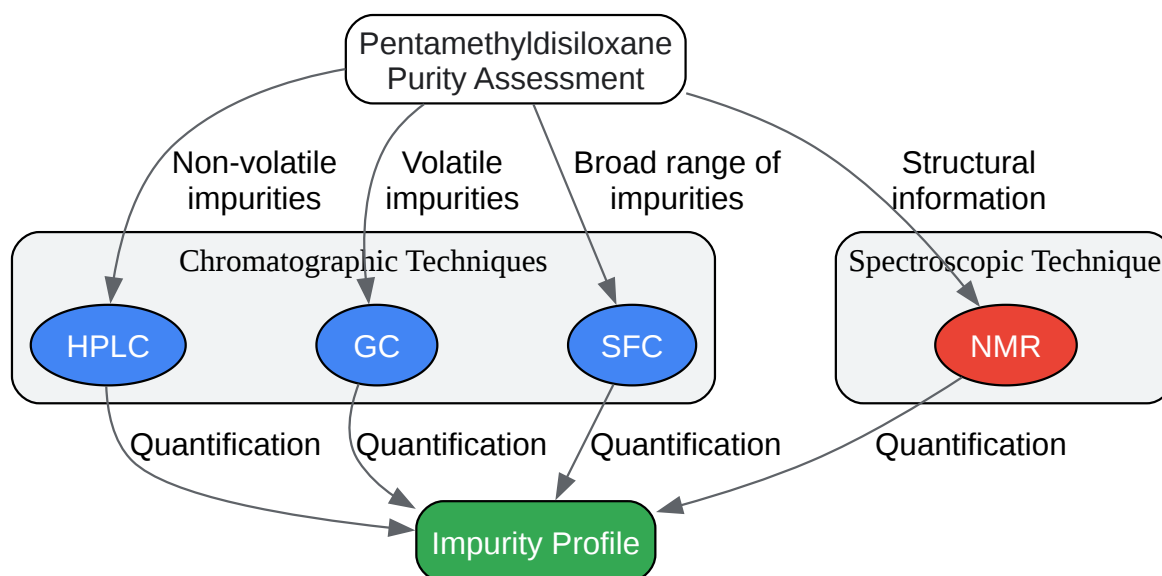 Pentamethyldisiloxane
Purity Assessment
Non-volatile
impurities
Volatile
impurities
Broad range of
impurities
Structural
information
Chromatographic Techniques
Spectroscopic Technique
HPLC
GC
SFC
NMR
Quantification
Quantification
Quantification
Quantification
Impurity Profile